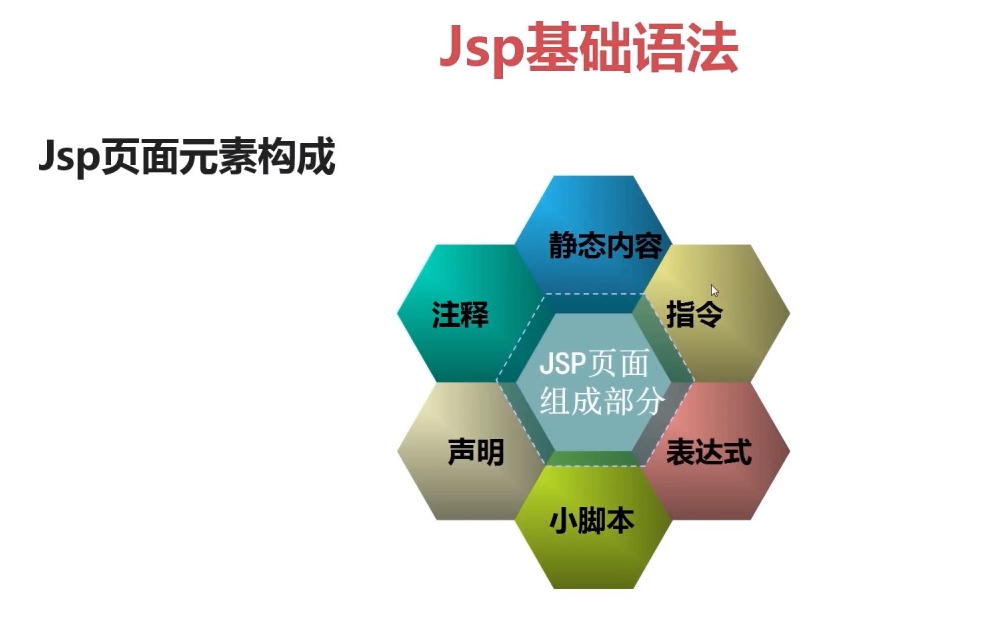 Jsp基础语法
Jsp页面元素构成
静态内容
注释
指令
JSP页面
组成部分
声明
表达式
小脚本